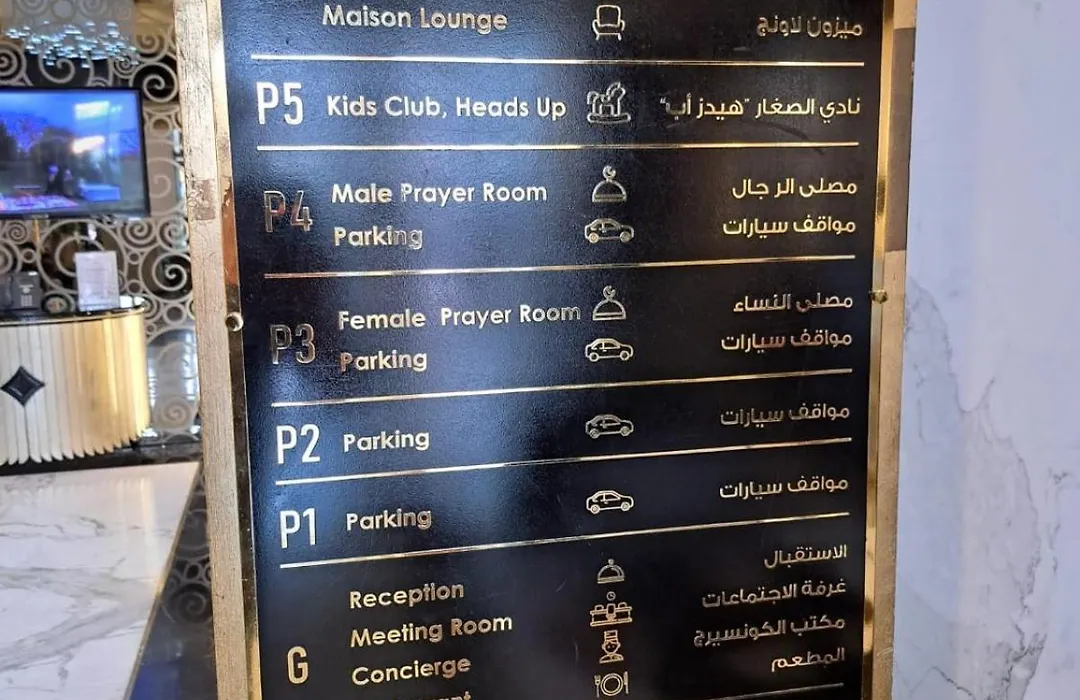 Maison Lounge ميزون لاونج
P5 Kids Club, Heads Up نادي الصغار "هيدز أب"
P4 Male Prayer Room مصلى الرجال
Parking مواقف سيارات
P3 Female Prayer Room مصلى النساء
Parking مواقف سيارات
P2 Parking مواقف سيارات
P1 Parking مواقف سيارات
Reception الاستقبال
Meeting Room غرفة الاجتماعات
G Concierge مكتب الكونسيرج
المطعم